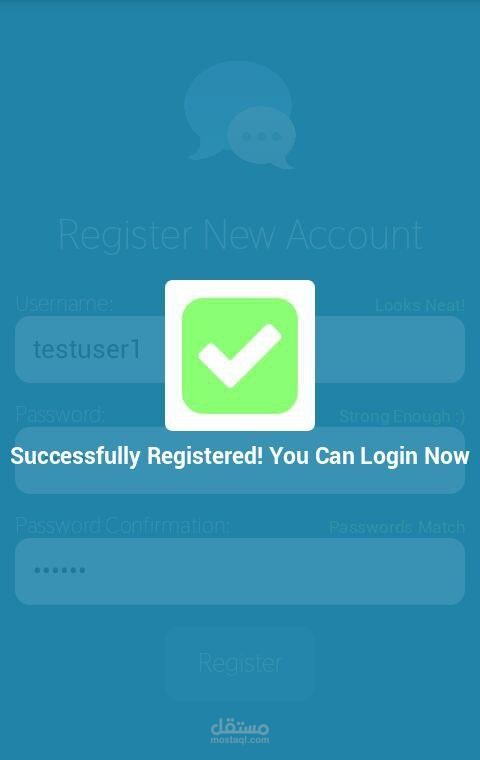 Register New Account
Username:
Looks Neat!
testuser1
Password:
Strong Enough :)
Successfully Registered! You Can Login Now
Password Confirmation:
Passwords Match
••••••
Register
مستقل
mostaql.com